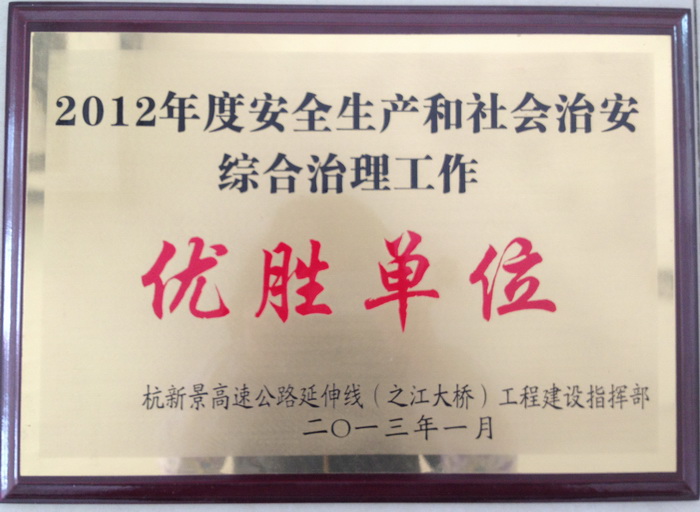 2012年度安全生产和社会治安
综合治理工作
优胜单位
杭新景高速公路延伸线（之江大桥）工程建设指挥部
二〇一三年一月